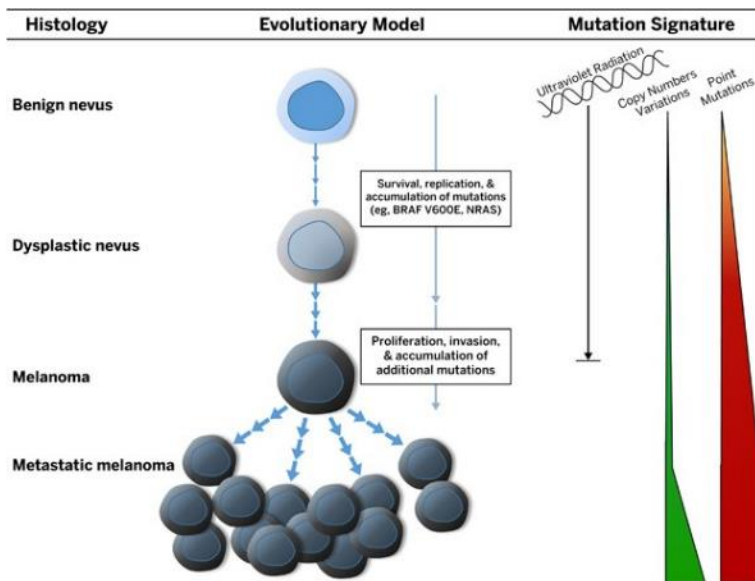 Histology
Evolutionary Model
Mutation Signature
Ultraviolet Radiation
Copy Numbers
Variations
Point
Mutations
Benign nevus
Survival, replication, &
accumulation of mutations
(eg, BRAF V600E, NRAS)
Dysplastic nevus
Proliferation, invasion,
& accumulation of
additional mutations
Melanoma
Metastatic melanoma